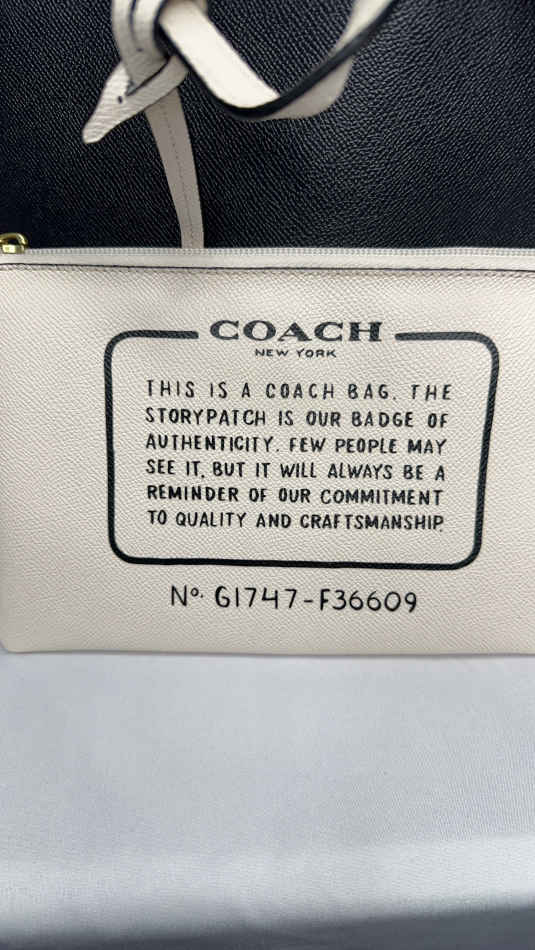 COACH
NEW YORK
THIS IS A COACH BAG. THE
STORYPATCH IS OUR BADGE OF
AUTHENTICITY. FEW PEOPLE MAY
SEE IT, BUT IT WILL ALWAYS BE A
REMINDER OF OUR COMMITMENT
TO QUALITY AND CRAFTSMANSHIP.
No. G1747-F36609